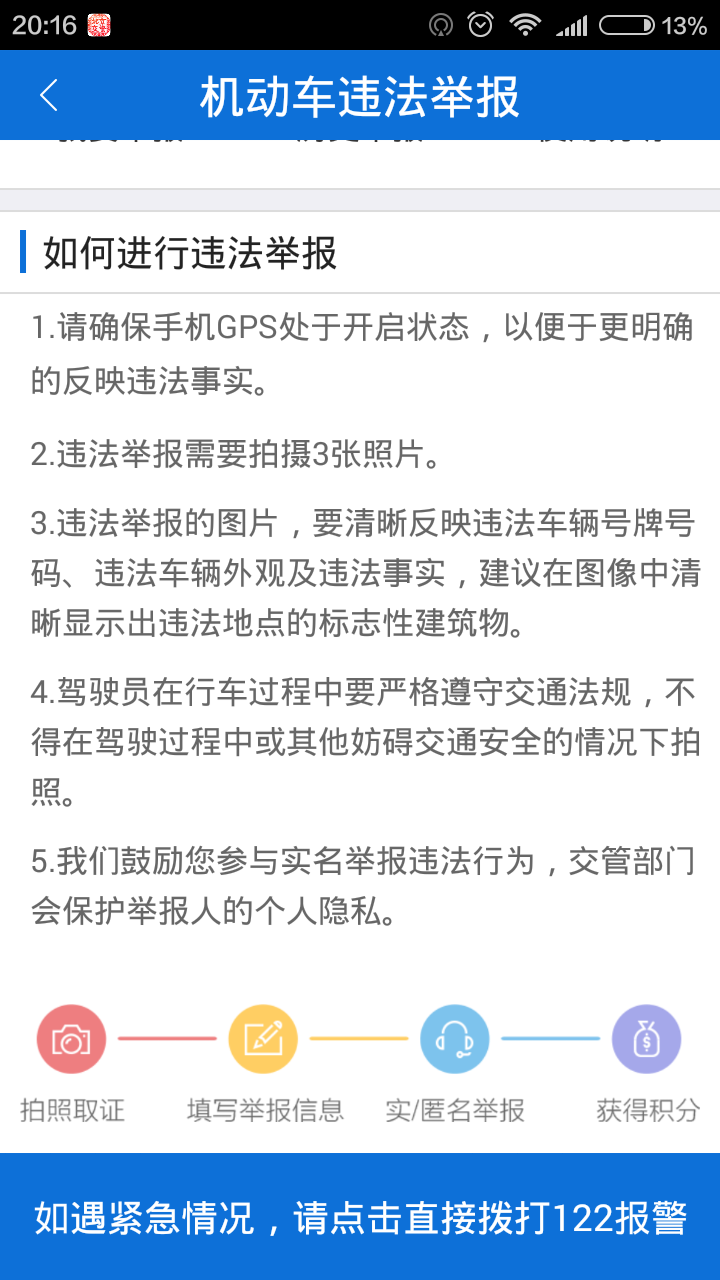 20:16
13%
机动车违法举报
如何进行违法举报
1.请确保手机GPS处于开启状态，以便于更明确
的反映违法事实。
2.违法举报需要拍摄3张照片。
3.违法举报的图片，要清晰反映违法车辆号牌号
码、违法车辆外观及违法事实，建议在图像中清
晰显示出违法地点的标志性建筑物。
4.驾驶员在行车过程中要严格遵守交通法规，不
得在驾驶过程中或其他妨碍交通安全的情况下拍
照。
5.我们鼓励您参与实名举报违法行为，交管部门
会保护举报人的个人隐私。
拍照取证
填写举报信息
实/匿名举报
获得积分
如遇紧急情况，请点击直接拨打122报警